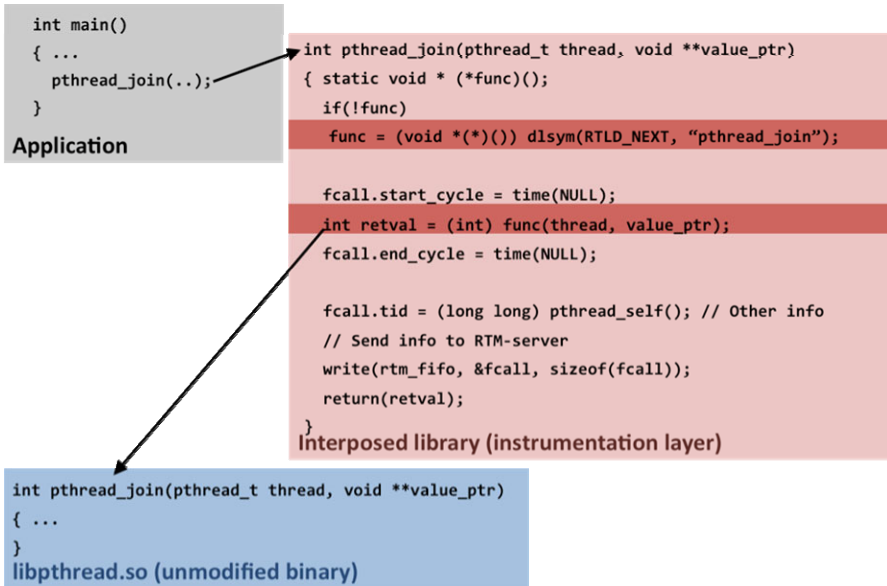 int main()
{ ...
pthread_join(..);
}
Application
int pthread_join(pthread_t thread, void **value_ptr)
{ static void * (*func)();
if(!func)
func = (void *(*)()) dlsym(RTLD_NEXT, “pthread_join”);
fcall.start_cycle = time(NULL);
int retval = (int) func(thread, value_ptr);
fcall.end_cycle = time(NULL);
fcall.tid = (long long) pthread_self(); // Other info
// Send info to RTM-server
write(rtm_fifo, &fcall, sizeof(fcall));
return(retval);
}
Interposed library (instrumentation layer)
int pthread_join(pthread_t thread, void **value_ptr)
{ ...
}
libpthread.so (unmodified binary)